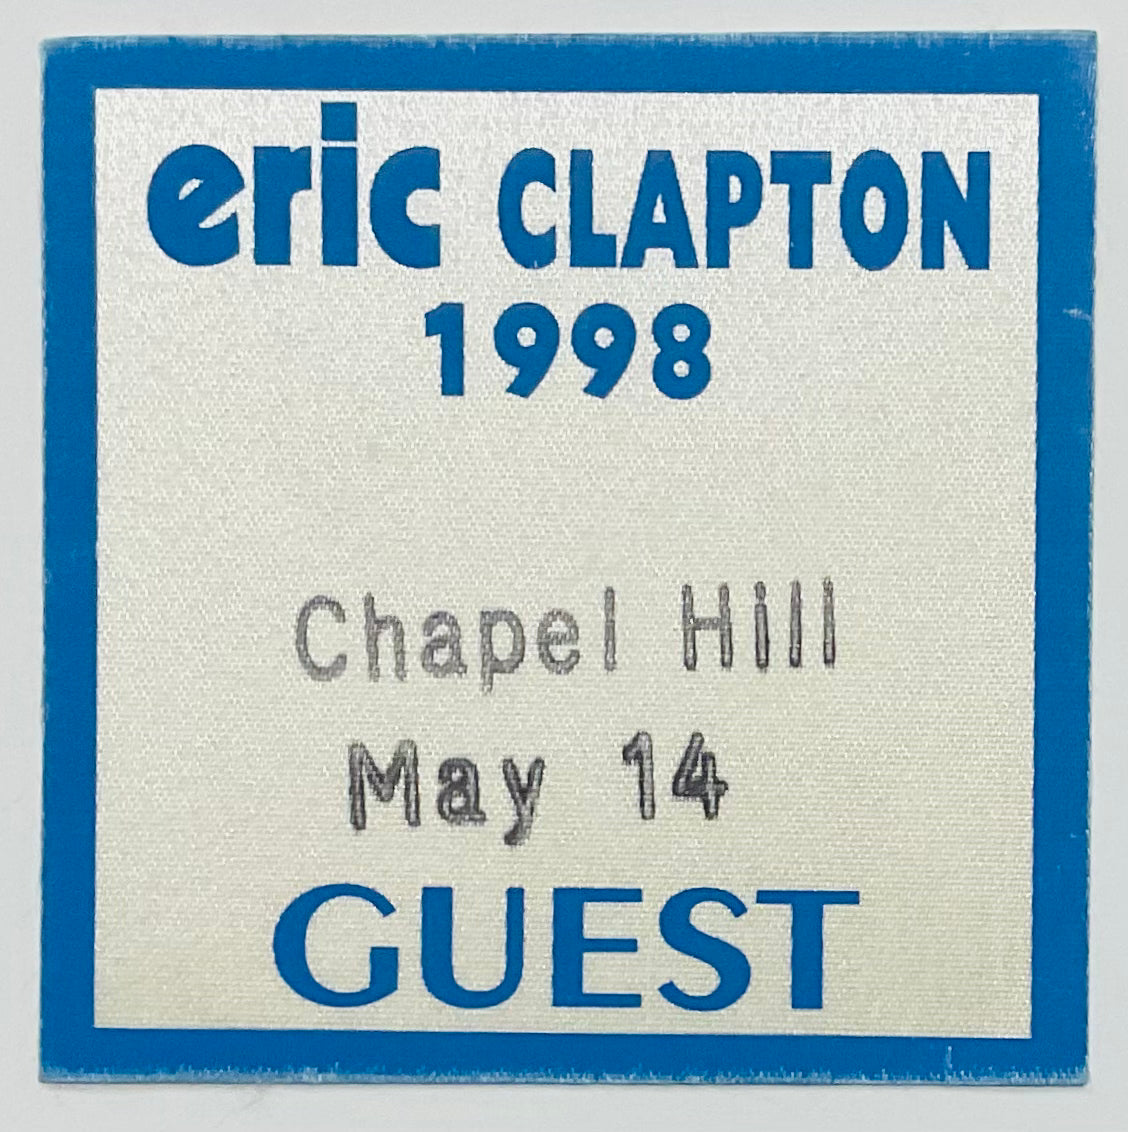 eric CLAPTON
1998
Chapel Hill
May 14
GUEST